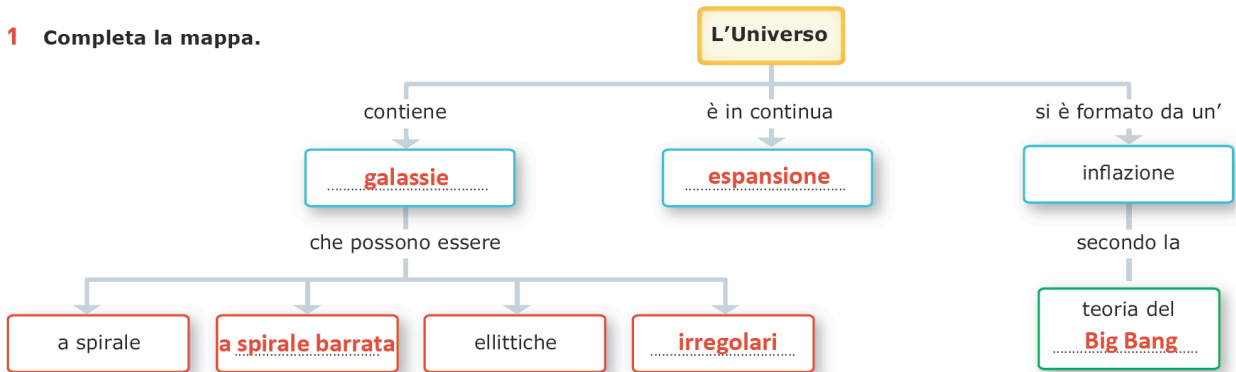 1 Completa la mappa.
L'Universo
contiene
è in continua
si è formato da un'
galassie
espansione
inflazione
che possono essere
secondo la
a spirale
a spirale barrata
ellittiche
irregolari
teoria del
Big Bang